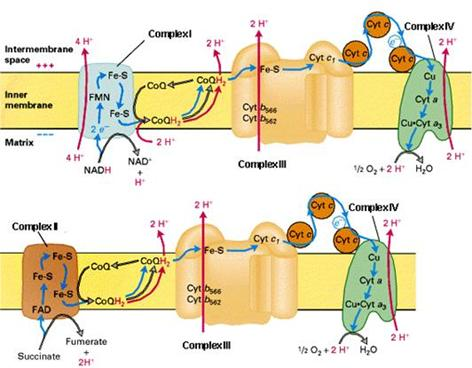 Intermembrane
space +++
Inner
membrane
Matrix ---
4 H⁺
Complex I
Fe-S
FMN
Fe-S
2 e⁻
4 H⁺
NADH
NAD⁺
+
H⁺
CoQ
CoQH₂
2 H⁺
2 H⁺
CoQH₂
2 H⁺
Fe-S
Cyt b₅₆₆
Cyt b₅₆₂
Complex III
Cyt c₁
Cyt c
Cyt c
Cyt c
e⁻
Complex IV
Cu
Cyt a
Cu•Cyt a₃
2 H⁺
1/2 O₂ + 2 H⁺
H₂O
Complex II
Fe-S
Fe-S
Fe-S
FAD
Succinate
Fumarate
+
2H⁺
CoQ
CoQH₂
2 H⁺
CoQH₂
2 H⁺
Fe-S
Cyt b₅₆₆
Cyt b₅₆₂
Complex III
Cyt c₁
Cyt c
Cyt c
Cyt c
e⁻
Complex IV
Cu
Cyt a
Cu•Cyt a₃
2 H⁺
1/2 O₂ + 2 H⁺
H₂O